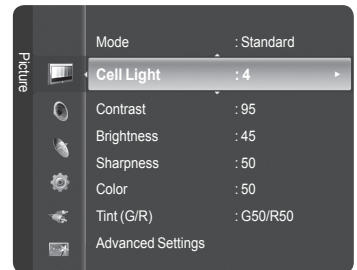 Picture
Mode : Standard
Cell Light : 4
Contrast : 95
Brightness : 45
Sharpness : 50
Color : 50
Tint (G/R) : G50/R50
Advanced Settings